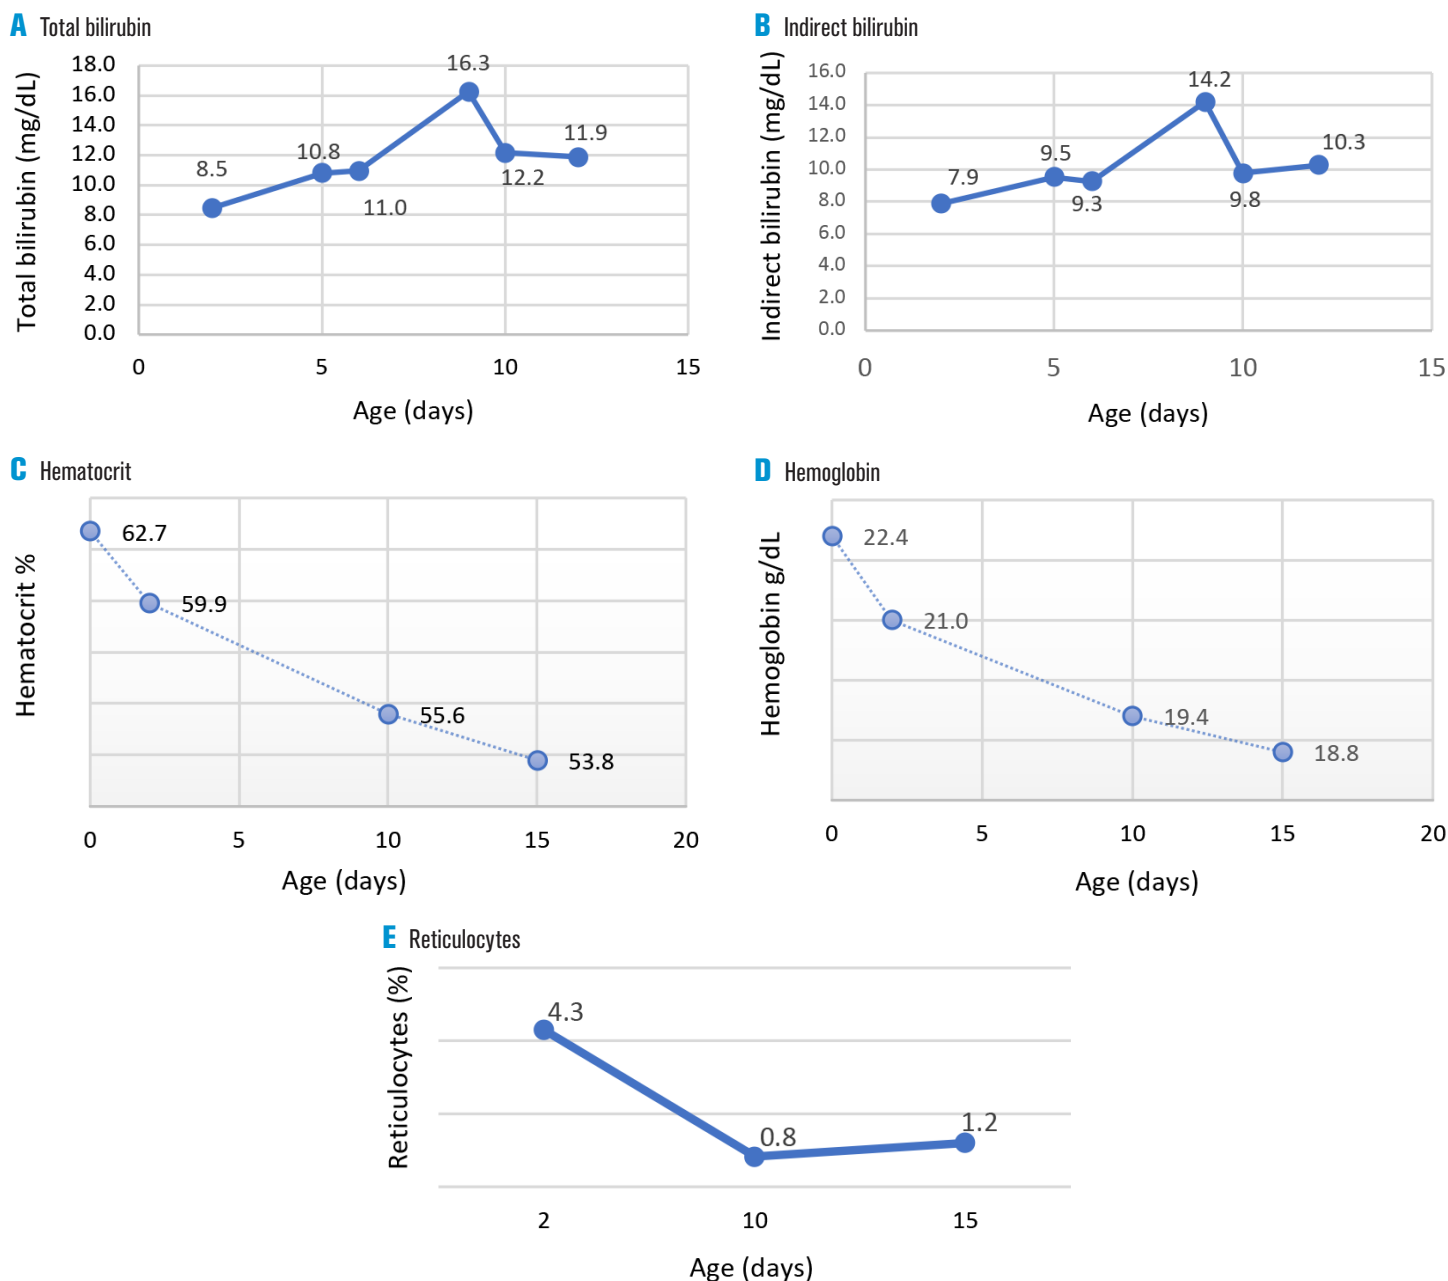 A Total bilirubin
Total bilirubin (mg/dL)
18.0
16.0
14.0
12.0
10.0
8.0
6.0
4.0
2.0
0.0
8.5
10.8
11.0
16.3
12.2
11.9
0 5 10 15
Age (days)
B Indirect bilirubin
Indirect bilirubin (mg/dL)
16.0
14.0
12.0
10.0
8.0
6.0
4.0
2.0
0.0
7.9
9.5
9.3
14.2
9.8
10.3
0 5 10 15
Age (days)
C Hematocrit
Hematocrit %
62.7
59.9
55.6
53.8
0 5 10 15 20
Age (days)
D Hemoglobin
Hemoglobin g/dL
22.4
21.0
19.4
18.8
0 5 10 15 20
Age (days)
E Reticulocytes
Reticulocytes (%)
4.3
0.8
1.2
2 10 15
Age (days)